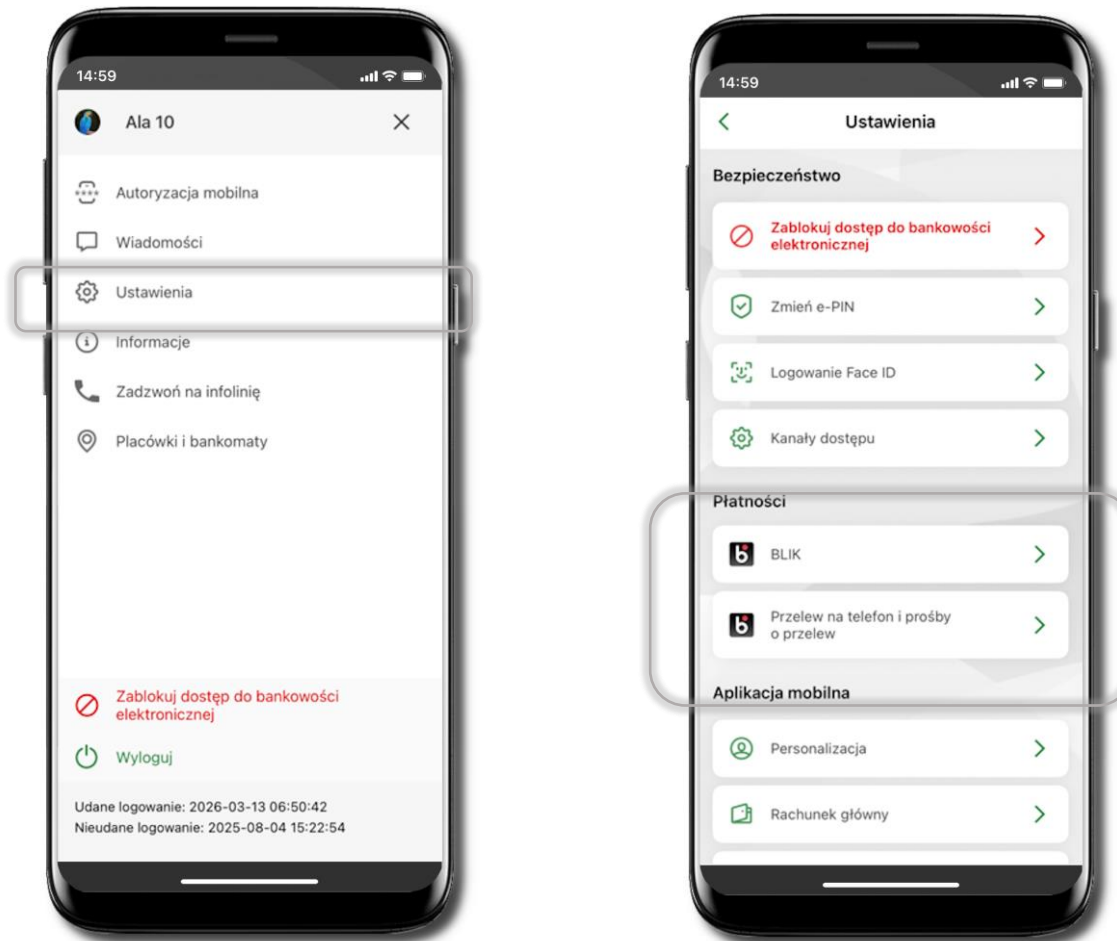 14:59
Ala 10
Autoryzacja mobilna
Wiadomości
Ustawienia
Informacje
Zadzwoń na infolinię
Placówki i bankomaty
Zablokuj dostęp do bankowości
elektronicznej
Wyloguj
Udane logowanie: 2026-03-13 06:50:42
Nieudane logowanie: 2025-08-04 15:22:54
14:59
Ustawienia
Bezpieczeństwo
Zablokuj dostęp do bankowości
elektronicznej
Zmień e-PIN
Logowanie Face ID
Kanały dostępu
Płatności
BLIK
Przelew na telefon i prośby
o przelew
Aplikacja mobilna
Personalizacja
Rachunek główny